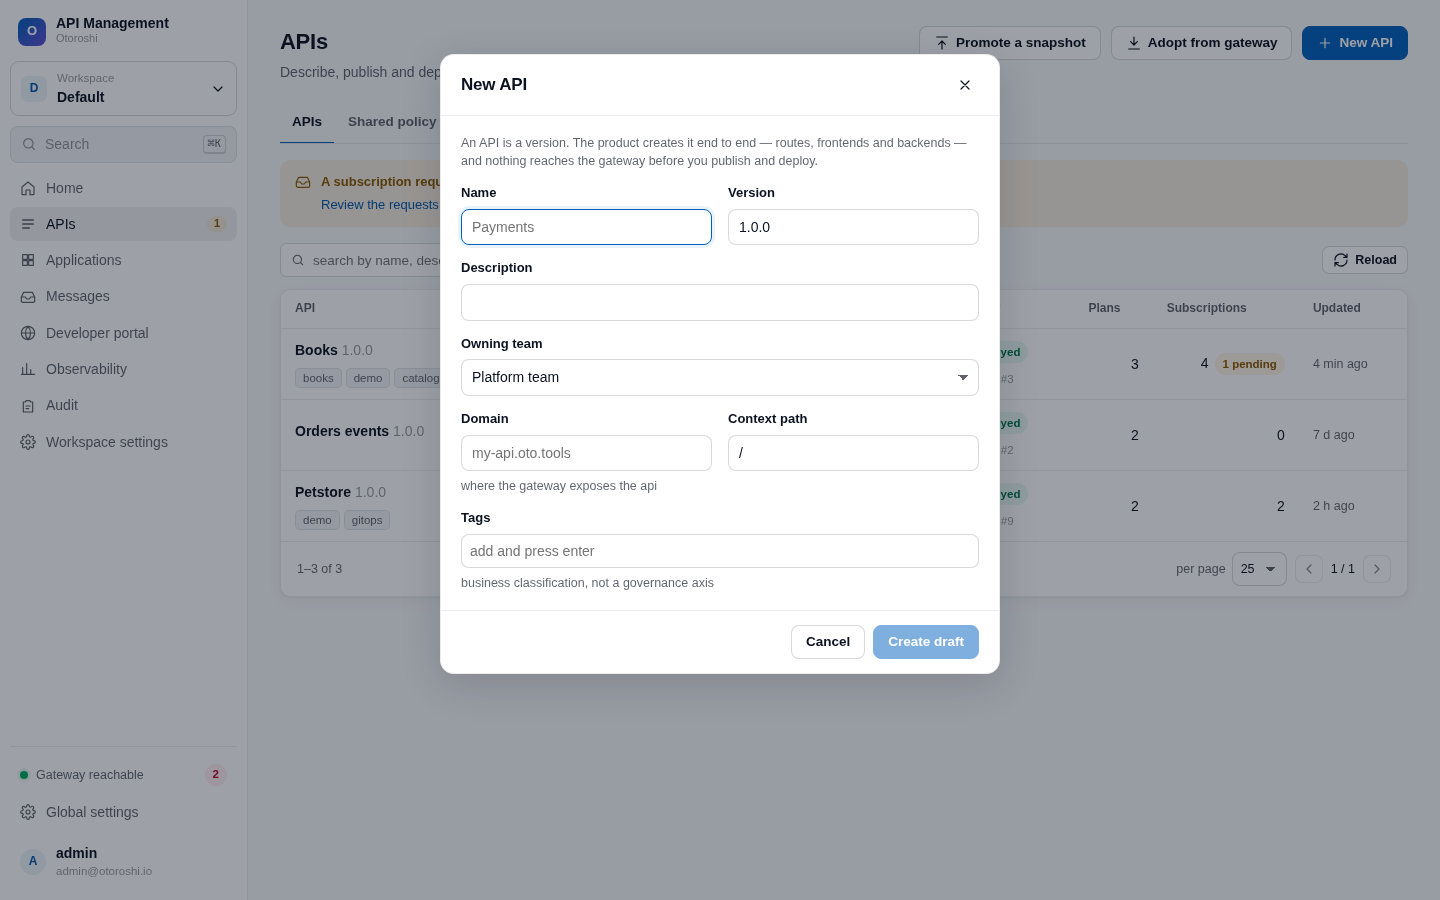 O
API Management
Otoroshi
D
Workspace
Default
Search
⌘K
Home
APIs
1
Applications
Messages
Developer portal
Observability
Audit
Workspace settings
Gateway reachable
2
Global settings
A
admin
admin@otoroshi.io
APIs
Describe, publish and dep
Promote a snapshot
Adopt from gateway
New API
APIs
Shared policy
A subscription requ
Review the requests
search by name, desc
Reload
API
Plans
Subscriptions
Updated
Books 1.0.0
books
demo
catalog
yed
#3
3
4
1 pending
4 min ago
Orders events 1.0.0
yed
#2
2
0
7 d ago
Petstore 1.0.0
demo
gitops
yed
#9
2
2
2 h ago
1–3 of 3
per page
25
1 / 1
New API
An API is a version. The product creates it end to end — routes, frontends and backends —
and nothing reaches the gateway before you publish and deploy.
Name
Version
Payments
1.0.0
Description
Owning team
Platform team
Domain
Context path
my-api.oto.tools
/
where the gateway exposes the api
Tags
add and press enter
business classification, not a governance axis
Cancel
Create draft